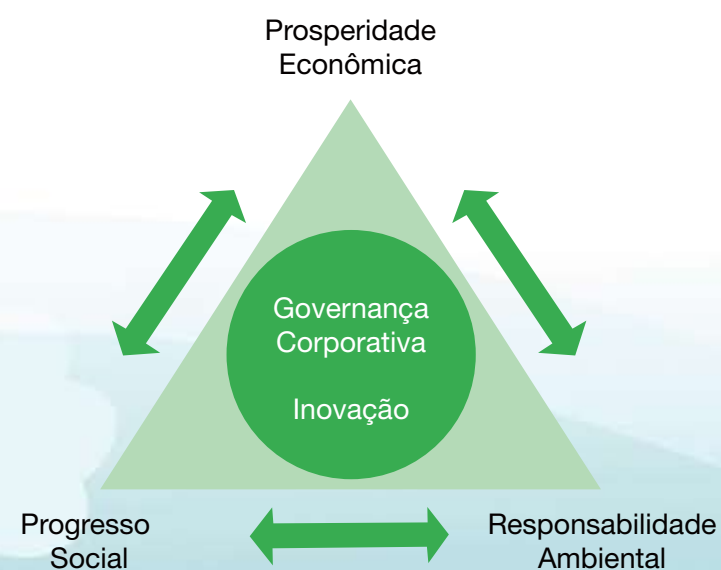 Prosperidade
Econômica
Governança
Corporativa
Inovação
Progresso
Social
Responsabilidade
Ambiental